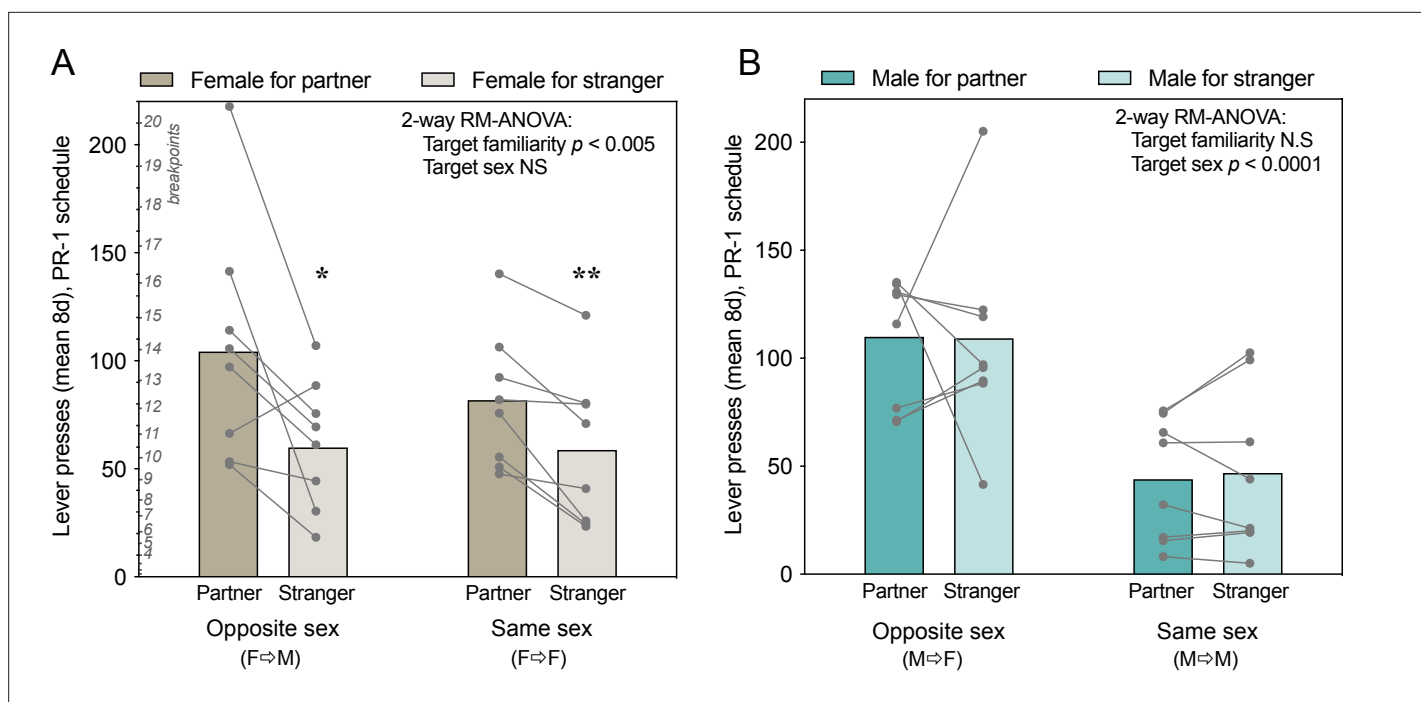 A
Female for partner
Female for stranger
Lever presses (mean 8d), PR-1 schedule
200
150
100
50
0
20
19
18
17
16
15
14
13
12
11
10
9
8
7
6
5
4
breakpoints
2-way RM-ANOVA:
Target familiarity p < 0.005
Target sex NS
*
**
Partner Stranger
Partner Stranger
Opposite sex
(F⇨M)
Same sex
(F⇨F)
B
Male for partner
Male for stranger
Lever presses (mean 8d), PR-1 schedule
200
150
100
50
0
2-way RM-ANOVA:
Target familiarity N.S
Target sex p < 0.0001
Partner Stranger
Partner Stranger
Opposite sex
(M⇨F)
Same sex
(M⇨M)